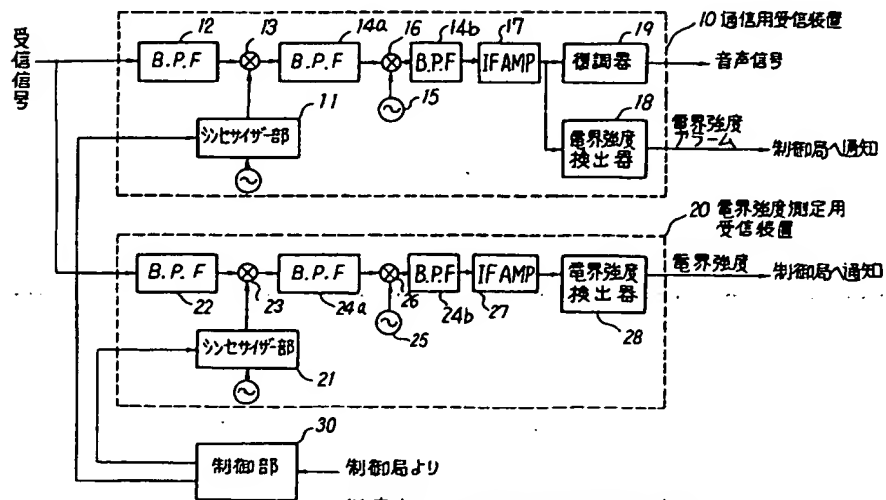 受信信号
12
B.P.F
13
14a
B.P.F
16
15
14b
B.P.F
17
IF AMP
19
復調器
10 通信用受信装置
音声信号
11
シンセサイザー部
18
電界強度
検出器
電界強度
アラーム
制御局へ通知
20 電界強度測定用
受信装置
B.P.F
22
23
B.P.F
24a
26
25
B.P.F
24b
IF AMP
27
電界強度
検出器
28
電界強度
制御局へ通知
シンセサイザー部
21
30
制御部
制御局より